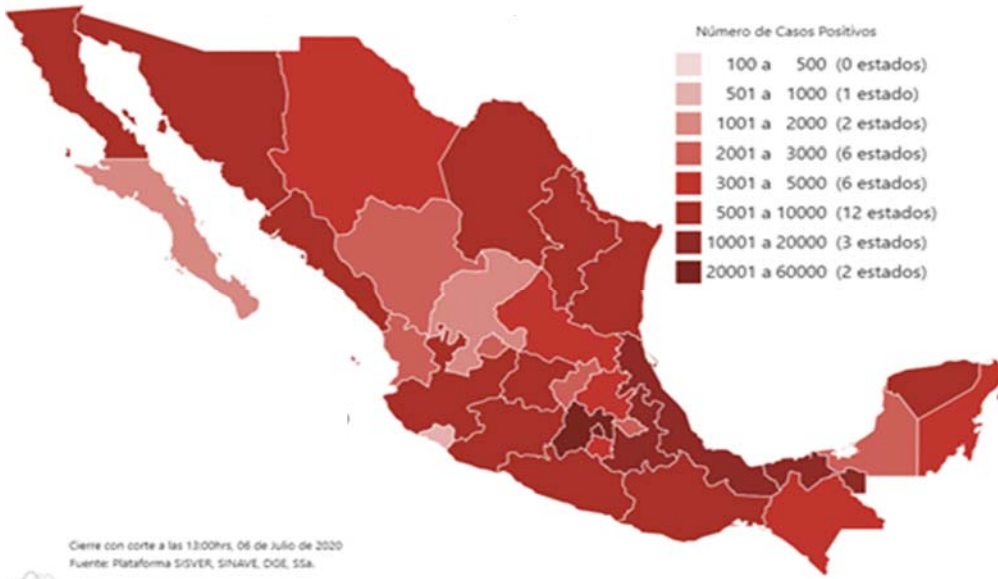 Número de Casos Positivos
100 a 500 (0 estados)
501 a 1000 (1 estado)
1001 a 2000 (2 estados)
2001 a 3000 (6 estados)
3001 a 5000 (6 estados)
5001 a 10000 (12 estados)
10001 a 20000 (3 estados)
20001 a 60000 (2 estados)
Cierre con corte a las 13:00hrs, 06 de Julio de 2020
Fuente: Plataforma SISVER, SINAVE, DGE, SSa.